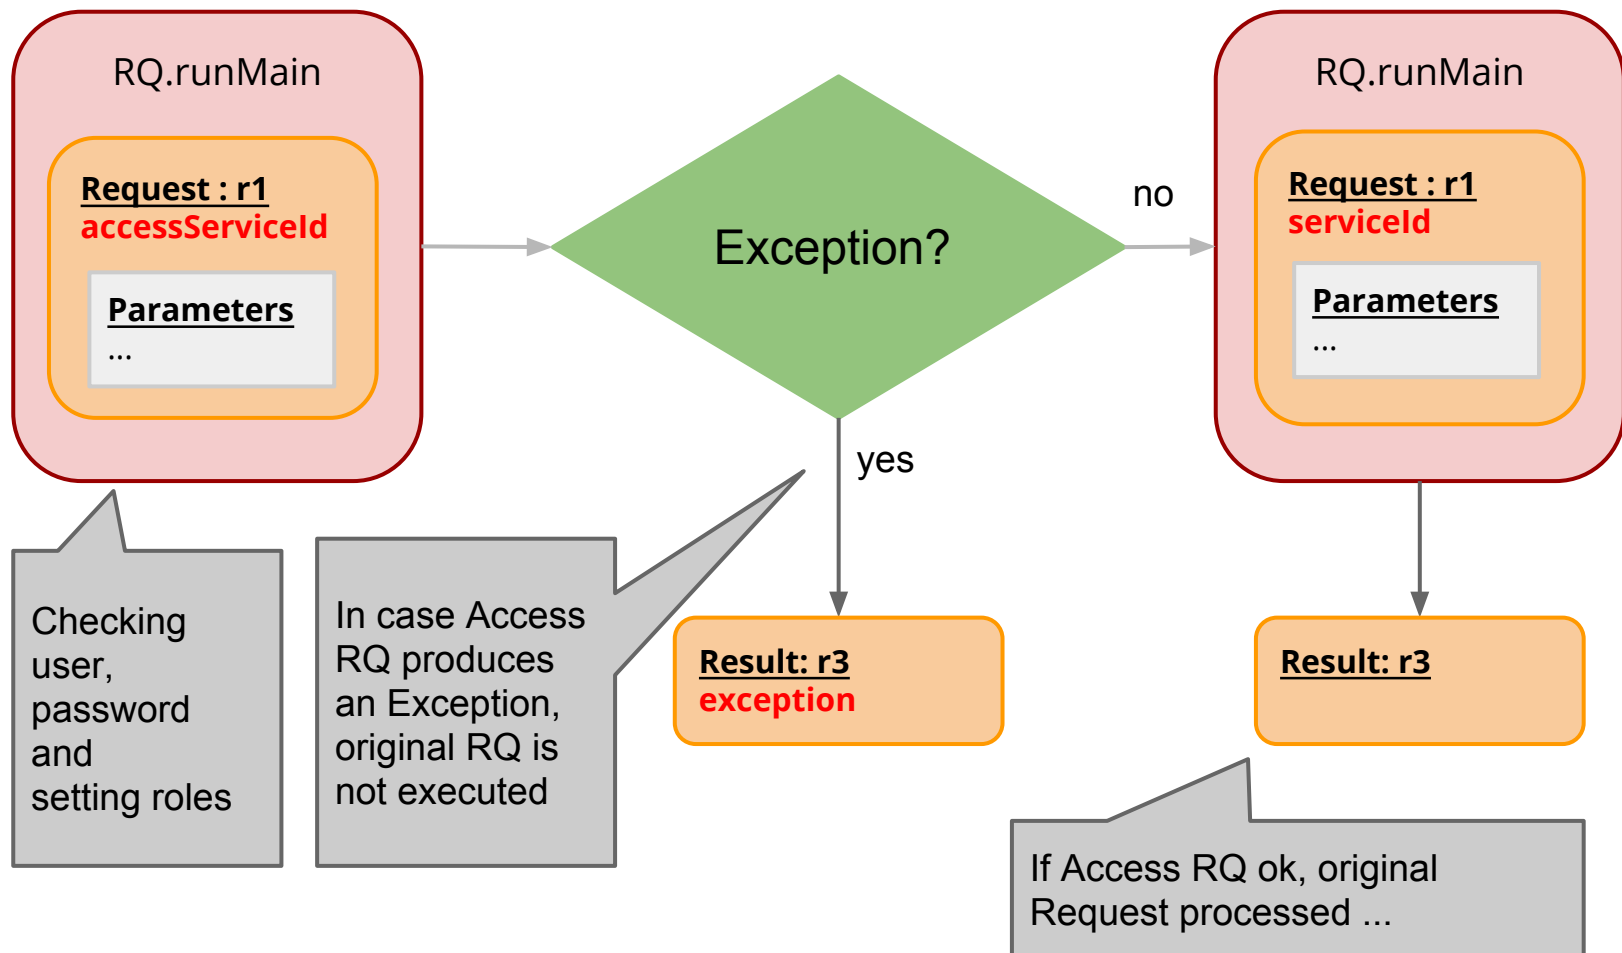 RQ.runMain
Request : r1
accessServiceId
Parameters
...
Exception?
no
yes
RQ.runMain
Request : r1
serviceId
Parameters
...
Checking
user,
password
and
setting roles
In case Access
RQ produces
an Exception,
original RQ is
not executed
Result: r3
exception
Result: r3
If Access RQ ok, original
Request processed ...